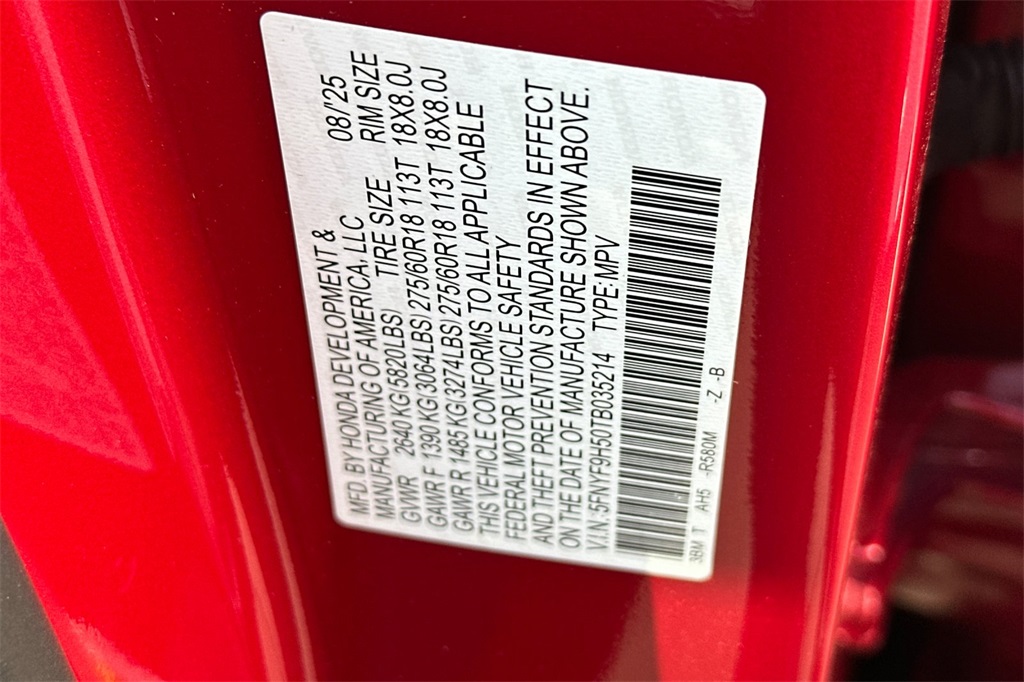 MFD. BY HONDA DEVELOPMENT & 08/'25
MANUFACTURING OF AMERICA, LLC
GVWR 2640 KG(5820LBS) TIRE SIZE RIM SIZE
GAWR F 1390 KG(3064LBS) 275/60R18 113T 18X8.0J
GAWR R 1485 KG(3274LBS) 275/60R18 113T 18X8.0J
THIS VEHICLE CONFORMS TO ALL APPLICABLE
FEDERAL MOTOR VEHICLE SAFETY
AND THEFT PREVENTION STANDARDS IN EFFECT
ON THE DATE OF MANUFACTURE SHOWN ABOVE.
V.I.N. 5FNYF9H50TB035214 TYPE:MPV
3BM T AH5 -R580M -Z -B